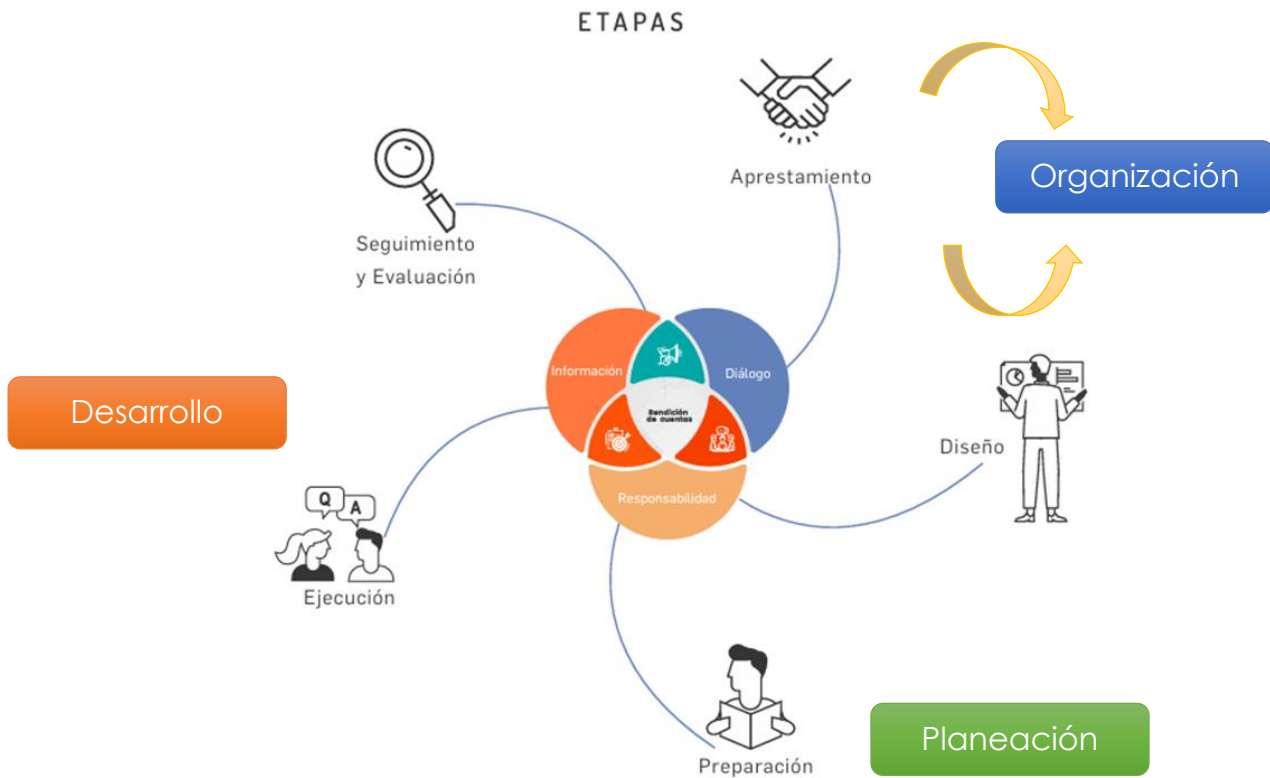 ETAPAS
Aprestamiento
Organización
Seguimiento
y Evaluación
Información
Diálogo
Rendición
de cuentas
Desarrollo
Diseño
Responsabilidad
Q
A
Ejecución
Planeación
Preparación